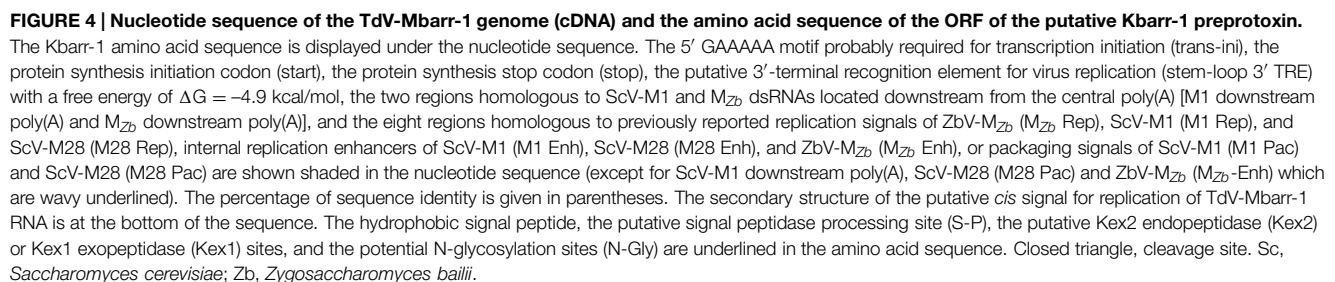 FIGURE 4 | Nucleotide sequence of the TdV-Mbarr-1 genome (cDNA) and the amino acid sequence of the ORF of the putative Kbarr-1 preprotoxin.
The Kbarr-1 amino acid sequence is displayed under the nucleotide sequence. The 5′ GAAAAA motif probably required for transcription initiation (trans-ini), the
protein synthesis initiation codon (start), the protein synthesis stop codon (stop), the putative 3′-terminal recognition element for virus replication (stem-loop 3′ TRE)
with a free energy of ΔG = –4.9 kcal/mol, the two regions homologous to ScV-M1 and MZb dsRNAs located downstream from the central poly(A) [M1 downstream
poly(A) and MZb downstream poly(A)], and the eight regions homologous to previously reported replication signals of ZbV-MZb (MZb Rep), ScV-M1 (M1 Rep), and
ScV-M28 (M28 Rep), internal replication enhancers of ScV-M1 (M1 Enh), ScV-M28 (M28 Enh), and ZbV-MZb (MZb Enh), or packaging signals of ScV-M1 (M1 Pac)
and ScV-M28 (M28 Pac) are shown shaded in the nucleotide sequence (except for ScV-M1 downstream poly(A), ScV-M28 (M28 Pac) and ZbV-MZb (MZb-Enh) which
are wavy underlined). The percentage of sequence identity is given in parentheses. The secondary structure of the putative cis signal for replication of TdV-Mbarr-1
RNA is at the bottom of the sequence. The hydrophobic signal peptide, the putative signal peptidase processing site (S-P), the putative Kex2 endopeptidase (Kex2)
or Kex1 exopeptidase (Kex1) sites, and the potential N-glycosylation sites (N-Gly) are underlined in the amino acid sequence. Closed triangle, cleavage site. Sc,
Saccharomyces cerevisiae; Zb, Zygosaccharomyces bailii.